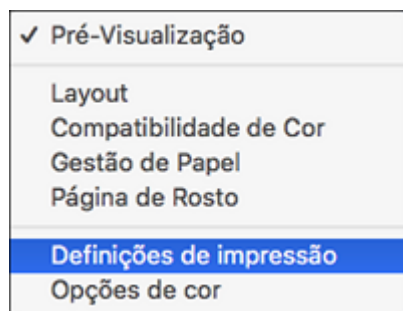 ✓ Pré-Visualização
Layout
Compatibilidade de Cor
Gestão de Papel
Página de Rosto
Definições de impressão
Opções de cor